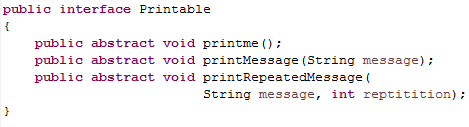 public interface Printable
{
public abstract void printme();
public abstract void printMessage(String message);
public abstract void printRepeatedMessage(
String message, int reptitition);
}